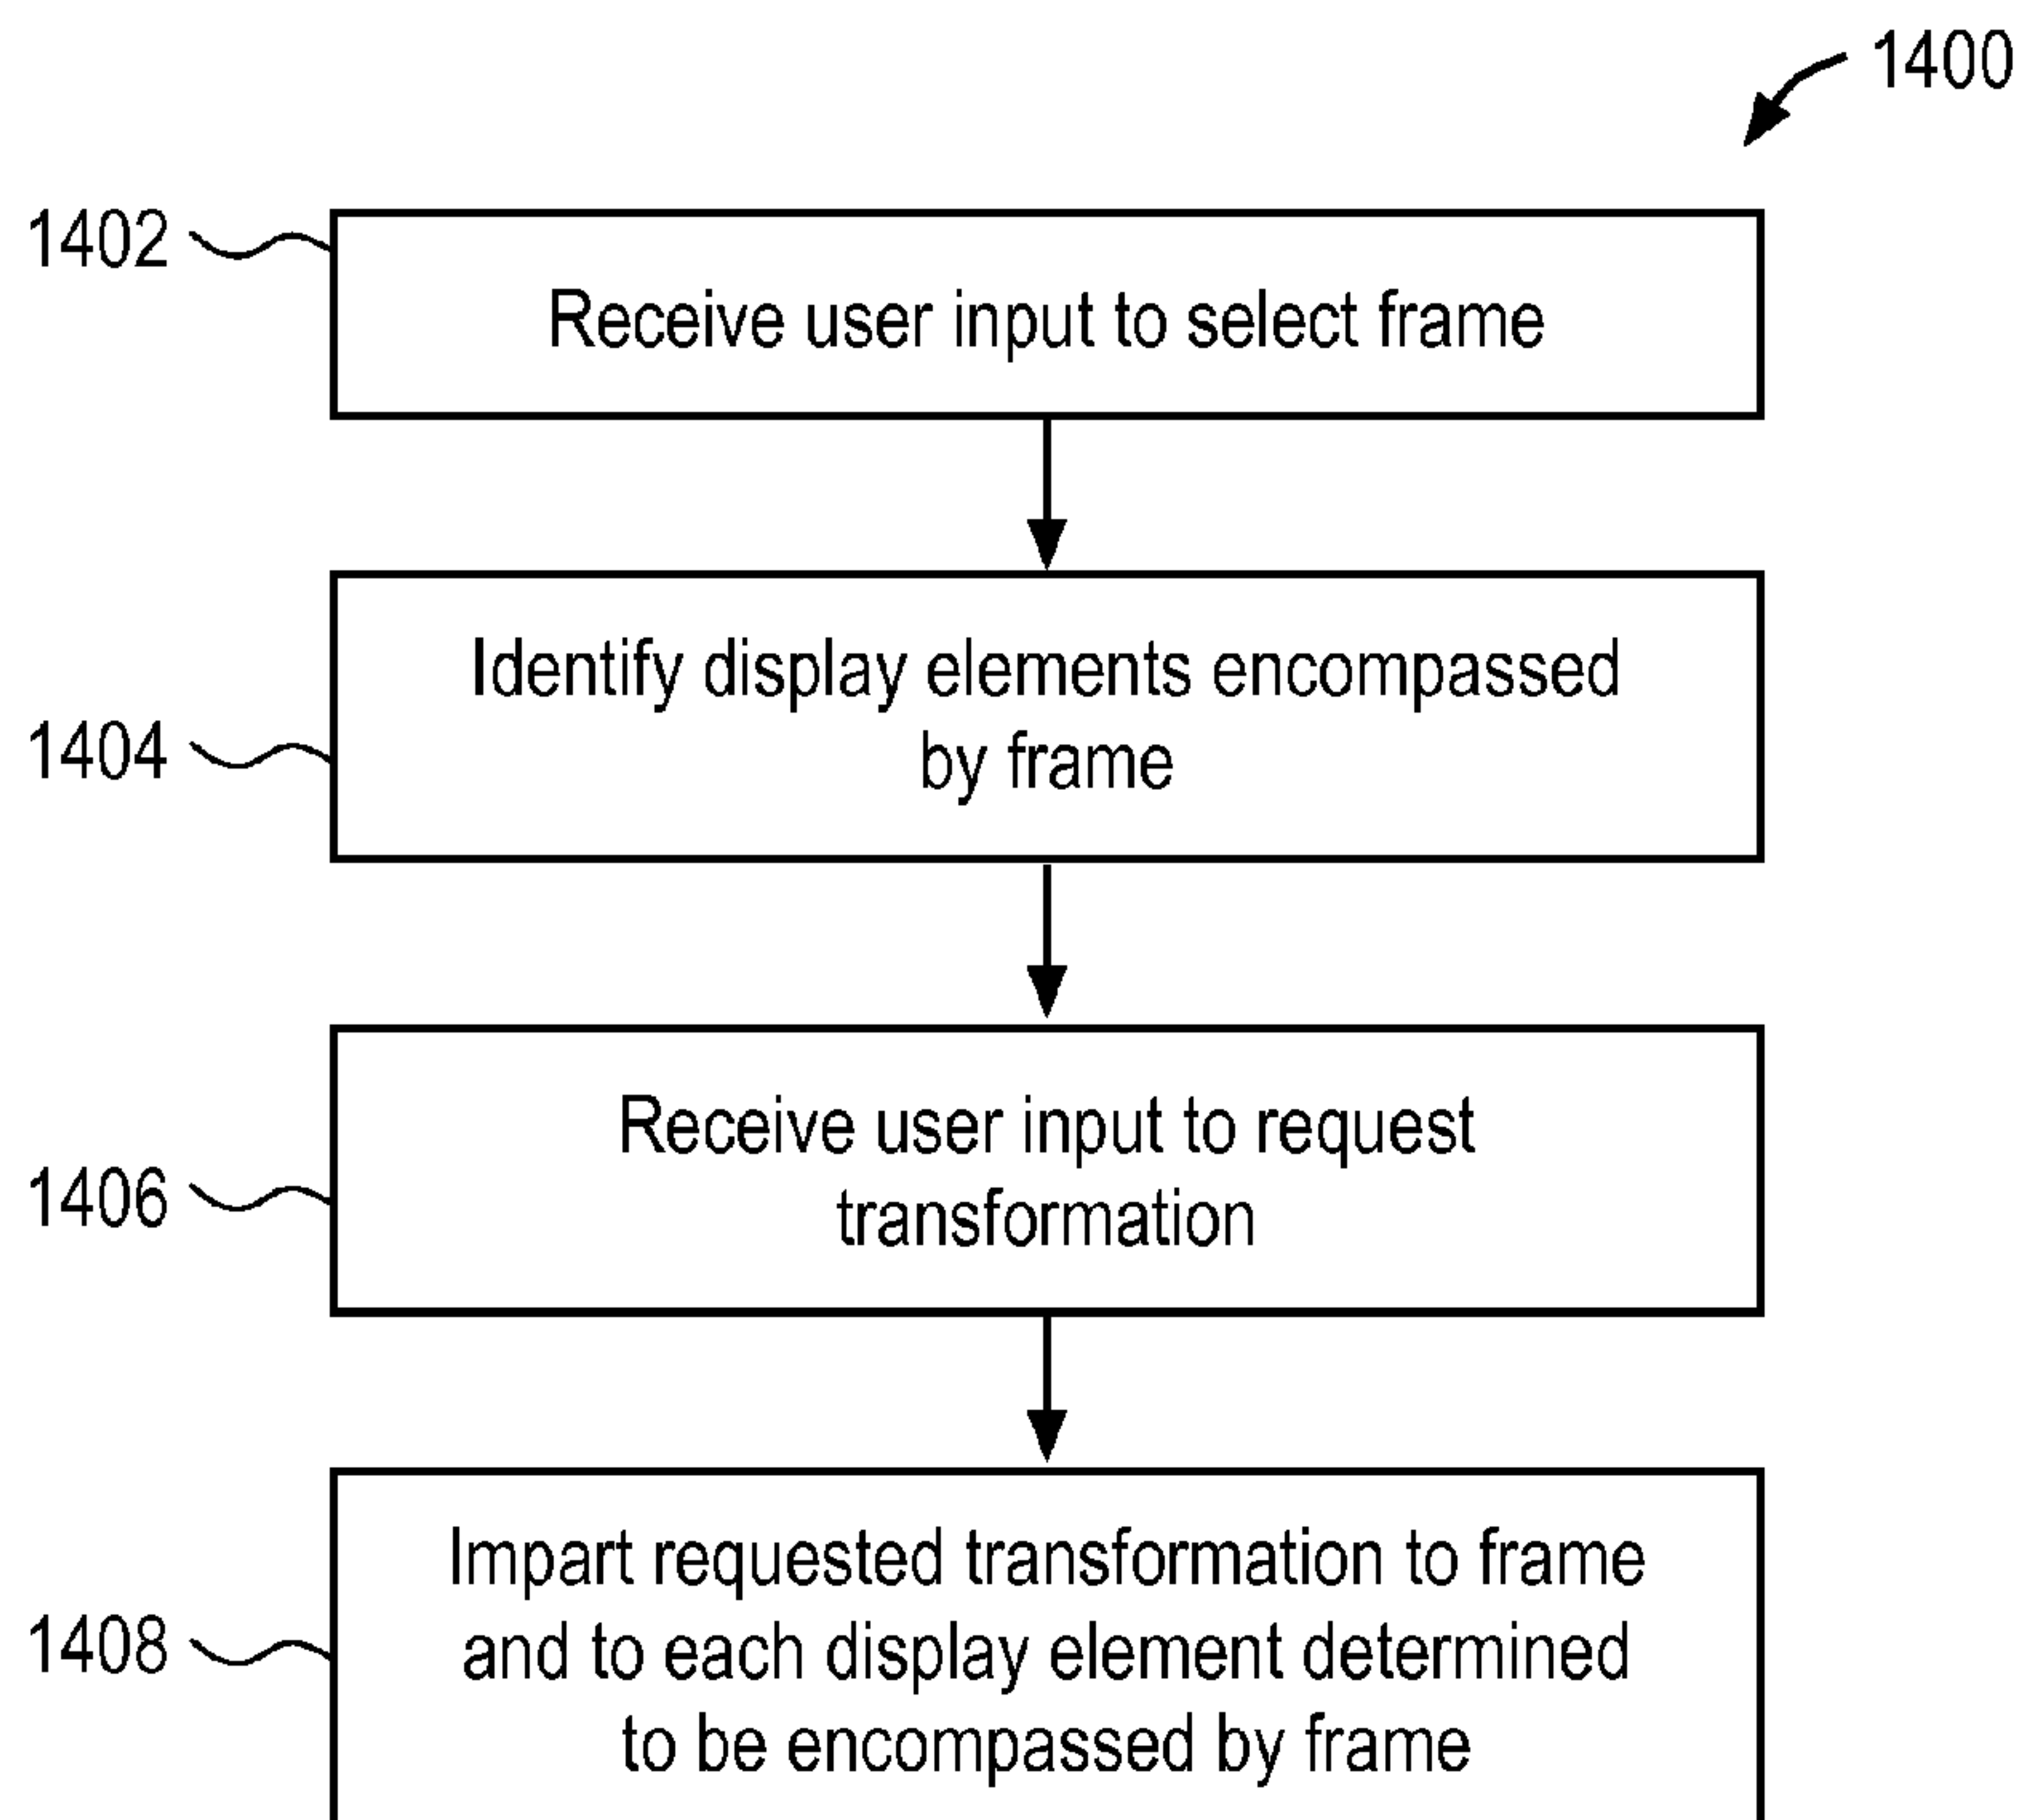 1400
1402
Receive user input to select frame
Identify display elements encompassed
by frame
1404
Receive user input to request
transformation
1406
Impart requested transformation to frame
and to each display element determined
to be encompassed by frame
1408